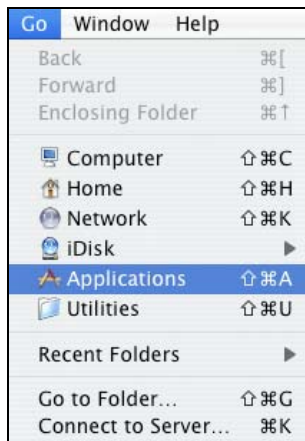 Go Window Help
Back ⌘[
Forward ⌘]
Enclosing Folder ⌘↑
Computer ⇧⌘C
Home ⇧⌘H
Network ⇧⌘K
iDisk ▶
Applications ⇧⌘A
Utilities ⇧⌘U
Recent Folders ▶
Go to Folder... ⇧⌘G
Connect to Server... ⌘K